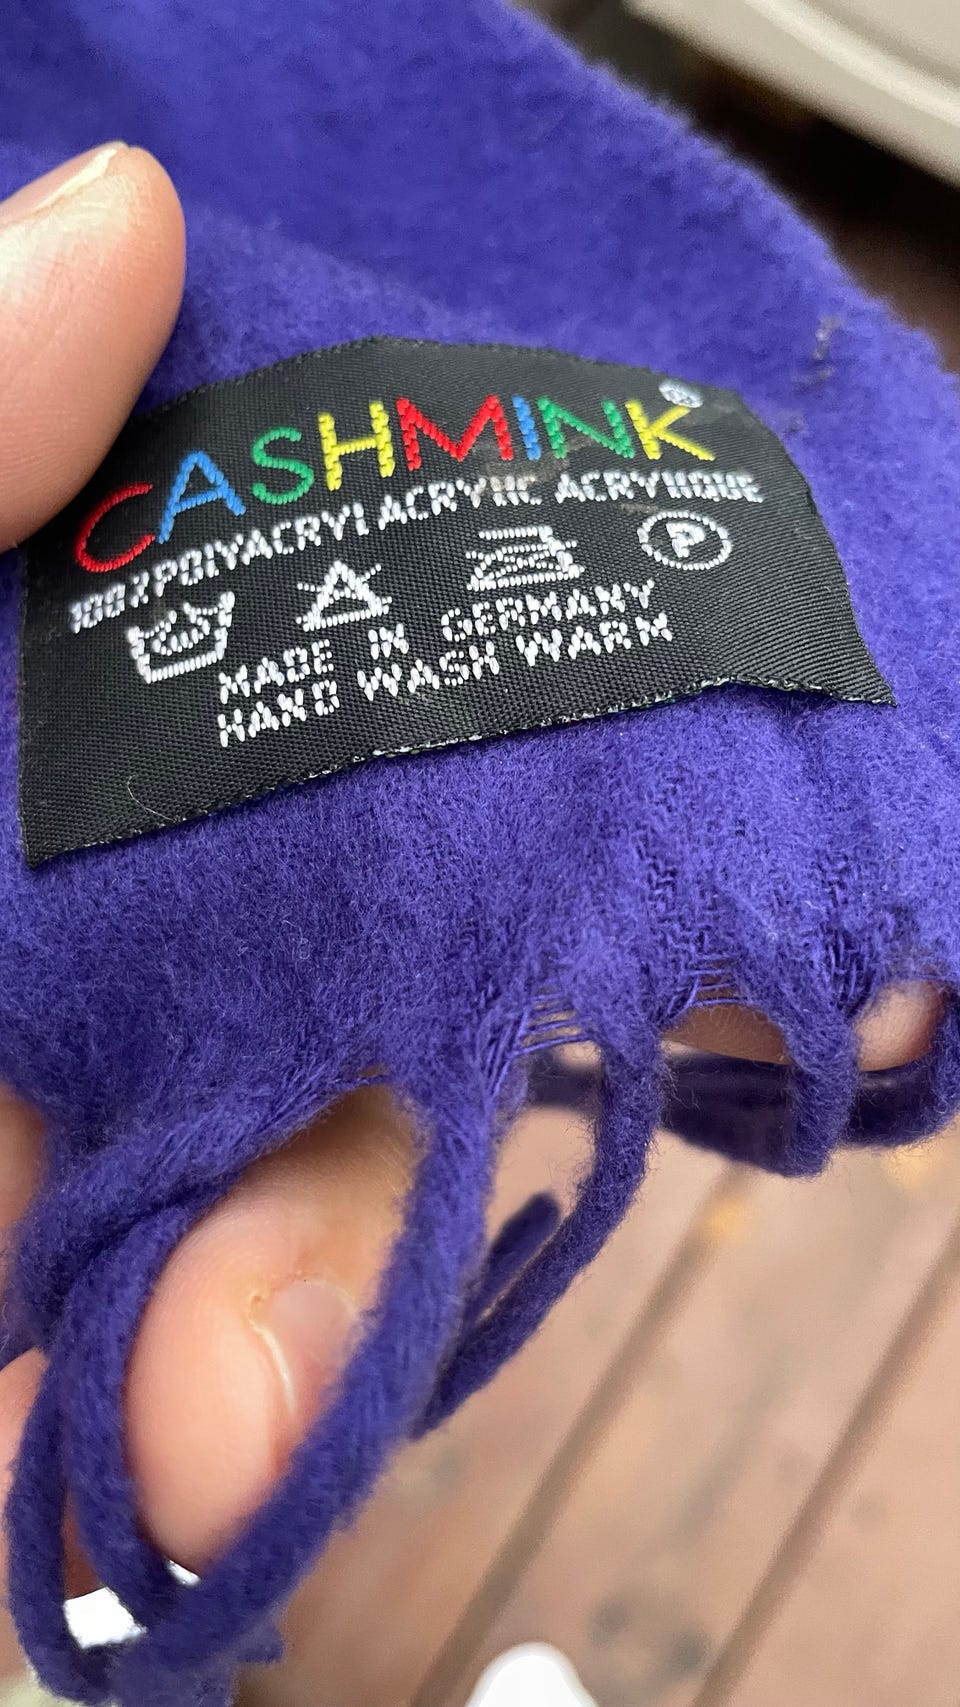 CASHMINK®
100% POLYACRYL ACRYLIC ACRYLIQUE
P
MADE IN GERMANY
HAND WASH WARM